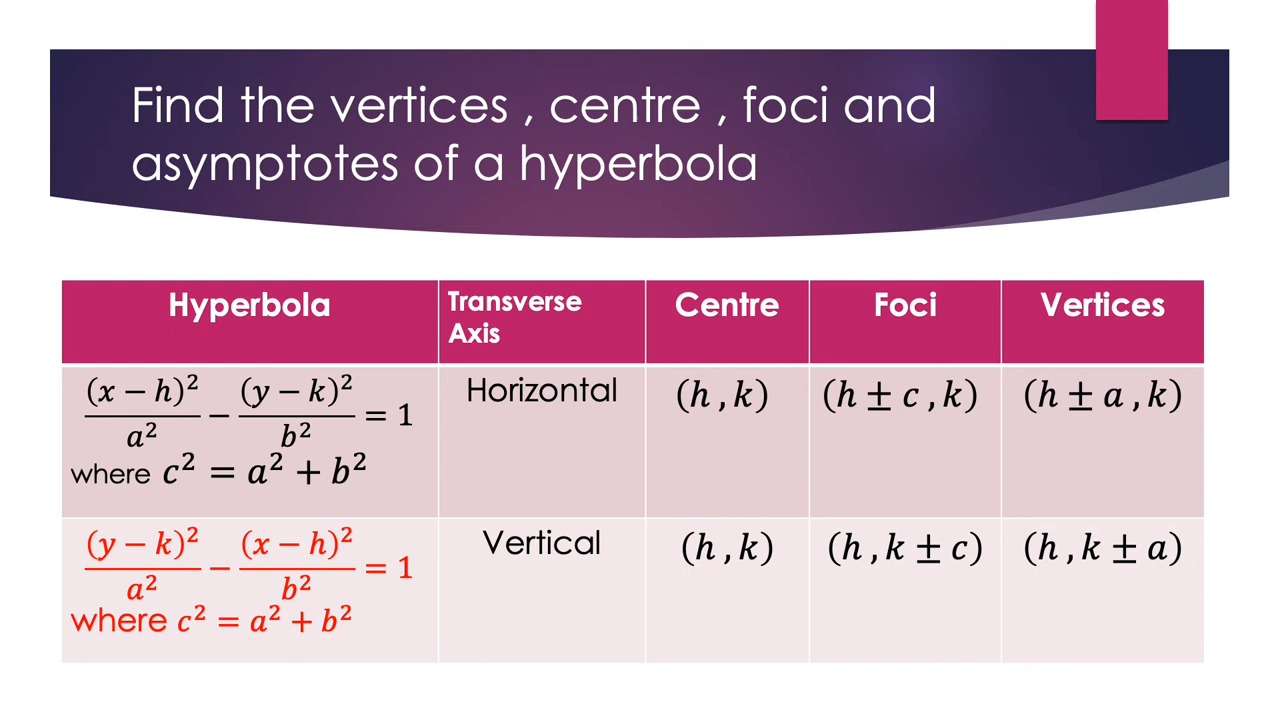 Find the vertices , centre , foci and
asymptotes of a hyperbola
Hyperbola Transverse Axis Centre Foci Vertices
(x − h)²/a² − (y − k)²/b² = 1
where c² = a² + b²
Horizontal (h , k) (h ± c , k) (h ± a , k)
(y − k)²/a² − (x − h)²/b² = 1
where c² = a² + b²
Vertical (h , k) (h , k ± c) (h , k ± a)